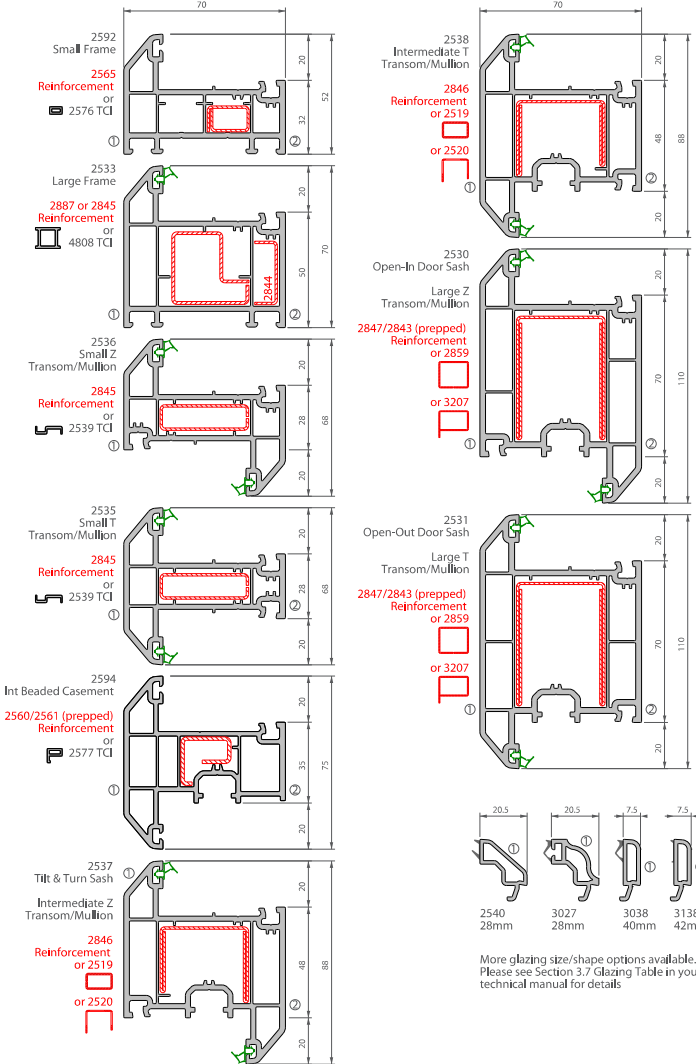 70
2592
Small Frame
2565
Reinforcement
or
2576 TCI
20
32
52
①
②
2533
Large Frame
2887 or 2845
Reinforcement
or
4808 TCI
2844
20
50
70
①
②
2536
Small Z
Transom/Mullion
2845
Reinforcement
or
2539 TCI
20
28
20
68
①
2535
Small T
Transom/Mullion
2845
Reinforcement
or
2539 TCI
20
28
20
68
①
②
2594
Int Beaded Casement
2560/2561 (prepped)
Reinforcement
or
2577 TCI
20
35
20
75
①
②
2537
Tilt & Turn Sash
Intermediate Z
Transom/Mullion
2846
Reinforcement
or 2519
or 2520
20
48
20
88
①
②
70
2538
Intermediate T
Transom/Mullion
2846
Reinforcement
or 2519
or 2520
20
48
20
88
①
②
2530
Open-In Door Sash
Large Z
Transom/Mullion
2847/2843 (prepped)
Reinforcement
or 2859
or 3207
20
70
20
110
①
②
2531
Open-Out Door Sash
Large T
Transom/Mullion
2847/2843 (prepped)
Reinforcement
or 2859
or 3207
20
70
20
110
①
②
20.5 20.5 7.5 7.5
① ① ①
2540 3027 3038 3138
28mm 28mm 40mm 42m
More glazing size/shape options available.
Please see Section 3.7 Glazing Table in you
technical manual for details